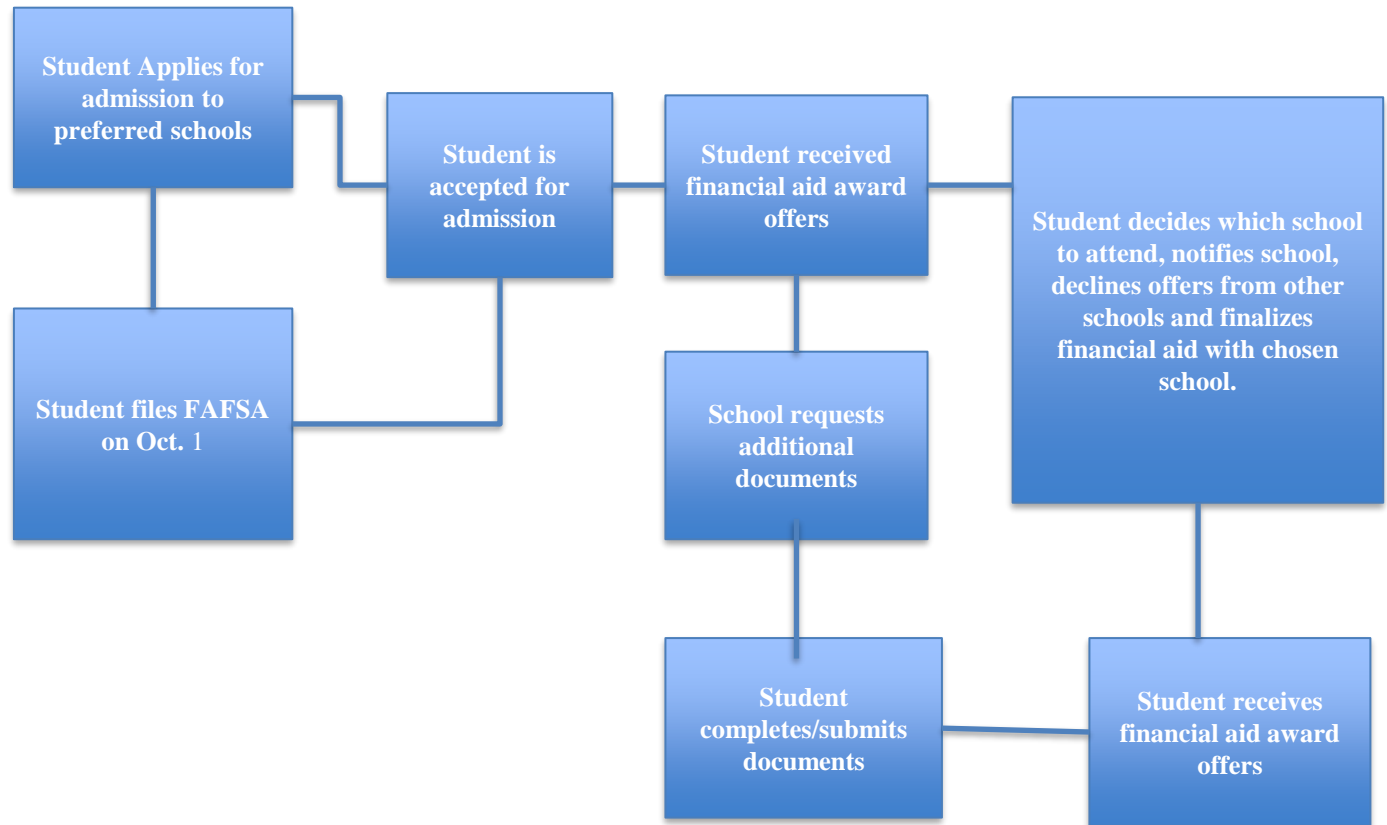 Student Applies for
admission to
preferred schools
Student files FAFSA
on Oct. 1
Student is
accepted for
admission
Student received
financial aid award
offers
School requests
additional
documents
Student
completes/submits
documents
Student receives
financial aid award
offers
Student decides which school
to attend, notifies school,
declines offers from other
schools and finalizes
financial aid with chosen
school.